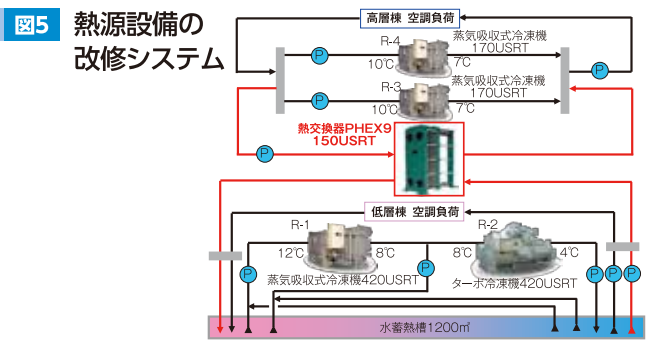 図5
熱源設備の
改修システム
高層棟 空調負荷
R-4
蒸気吸収式冷凍機
170USRT
P
10℃
7℃
P
R-3
蒸気吸収式冷凍機
170USRT
P
10℃
7℃
熱交換器PHEX9
150USRT
P
低層棟 空調負荷
R-1
R-2
12℃
8℃
8℃
4℃
P
P
P
P
P
蒸気吸収式冷凍機420USRT
ターボ冷凍機420USRT
水蓄熱槽1200㎥